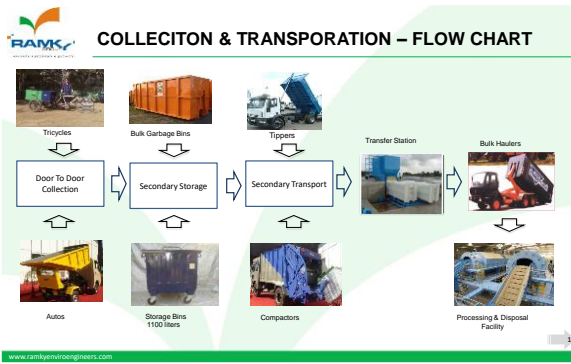 RAMKY
COLLECITON & TRANSPORATION – FLOW CHART
Tricycles
Bulk Garbage Bins
Tippers
Transfer Station
Bulk Haulers
Door To Door
Collection
Secondary Storage
Secondary Transport
Autos
Storage Bins
1100 liters
Compactors
Processing & Disposal
Facility
1
www.ramkyenviroengineers.com